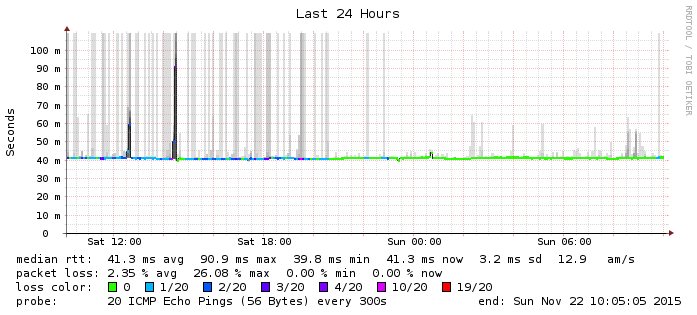 Last 24 Hours
RRDTOOL / TOBI OETIKER
Seconds
100 m
90 m
80 m
70 m
60 m
50 m
40 m
30 m
20 m
10 m
0
Sat 12:00 Sat 18:00 Sun 00:00 Sun 06:00
median rtt: 41.3 ms avg 90.9 ms max 39.8 ms min 41.3 ms now 3.2 ms sd 12.9 am/s
packet loss: 2.35 % avg 26.08 % max 0.00 % min 0.00 % now
loss color: 0 1/20 2/20 3/20 4/20 10/20 19/20
probe: 20 ICMP Echo Pings (56 Bytes) every 300s end: Sun Nov 22 10:05:05 2015